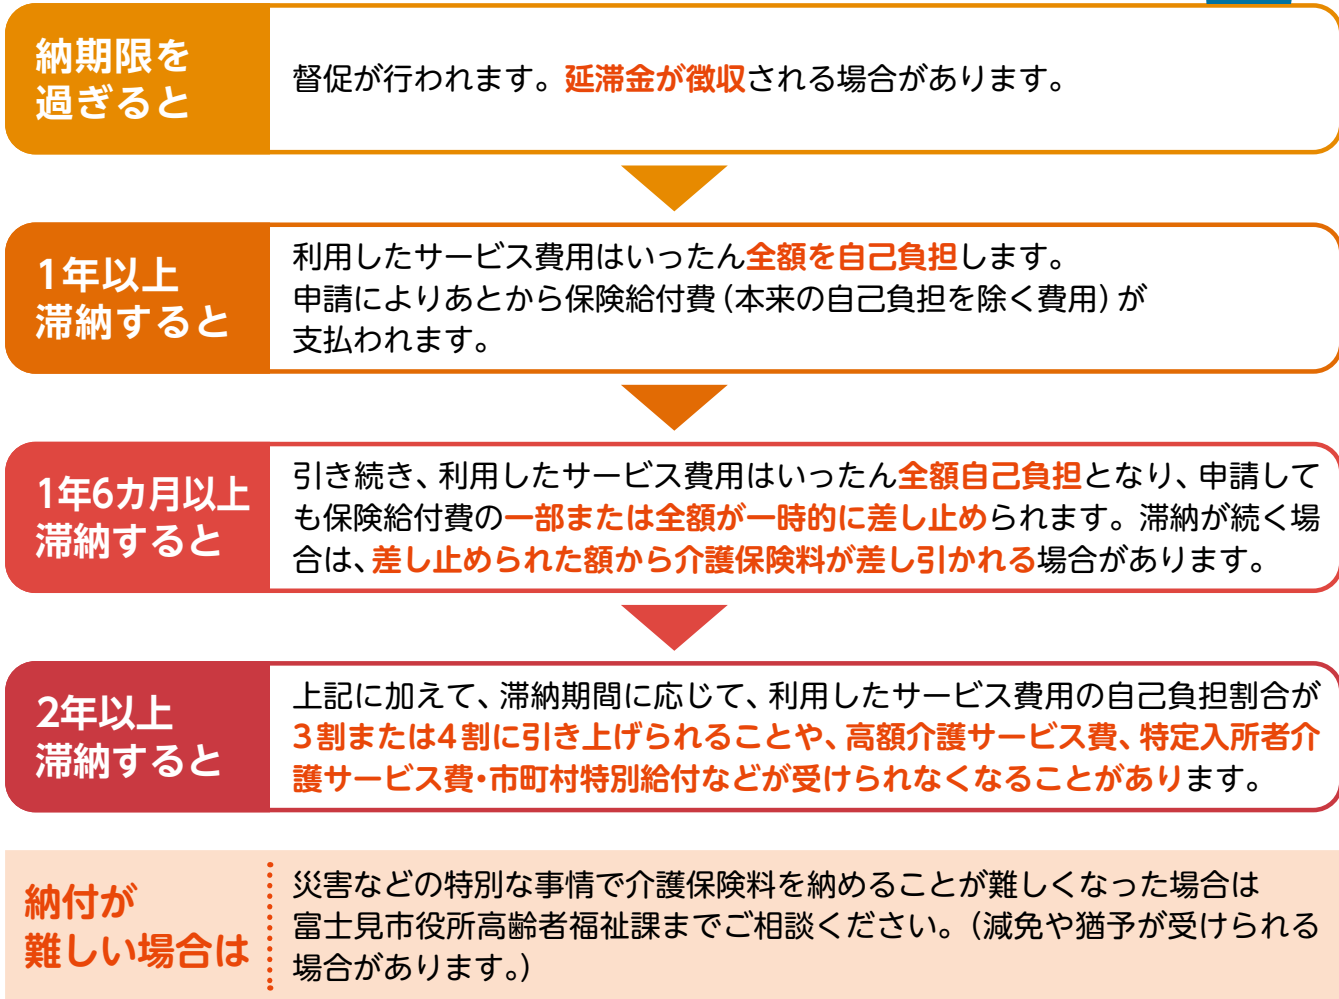 納期限を
過ぎると
督促が行われます。延滞金が徴収される場合があります。
1年以上
滞納すると
利用したサービス費用はいったん全額を自己負担します。
申請によりあとから保険給付費(本来の自己負担を除く費用)が
支払われます。
1年6カ月以上
滞納すると
引き続き、利用したサービス費用はいったん全額自己負担となり、申請して
も保険給付費の一部または全額が一時的に差し止められます。滞納が続く場
合は、差し止められた額から介護保険料が差し引かれる場合があります。
2年以上
滞納すると
上記に加えて、滞納期間に応じて、利用したサービス費用の自己負担割合が
3割または4割に引き上げられることや、高額介護サービス費、特定入所者介
護サービス費・市町村特別給付などが受けられなくなることがあります。
納付が
難しい場合は
災害などの特別な事情で介護保険料を納めることが難しくなった場合は
富士見市役所高齢者福祉課までご相談ください。(減免や猶予が受けられる
場合があります。)